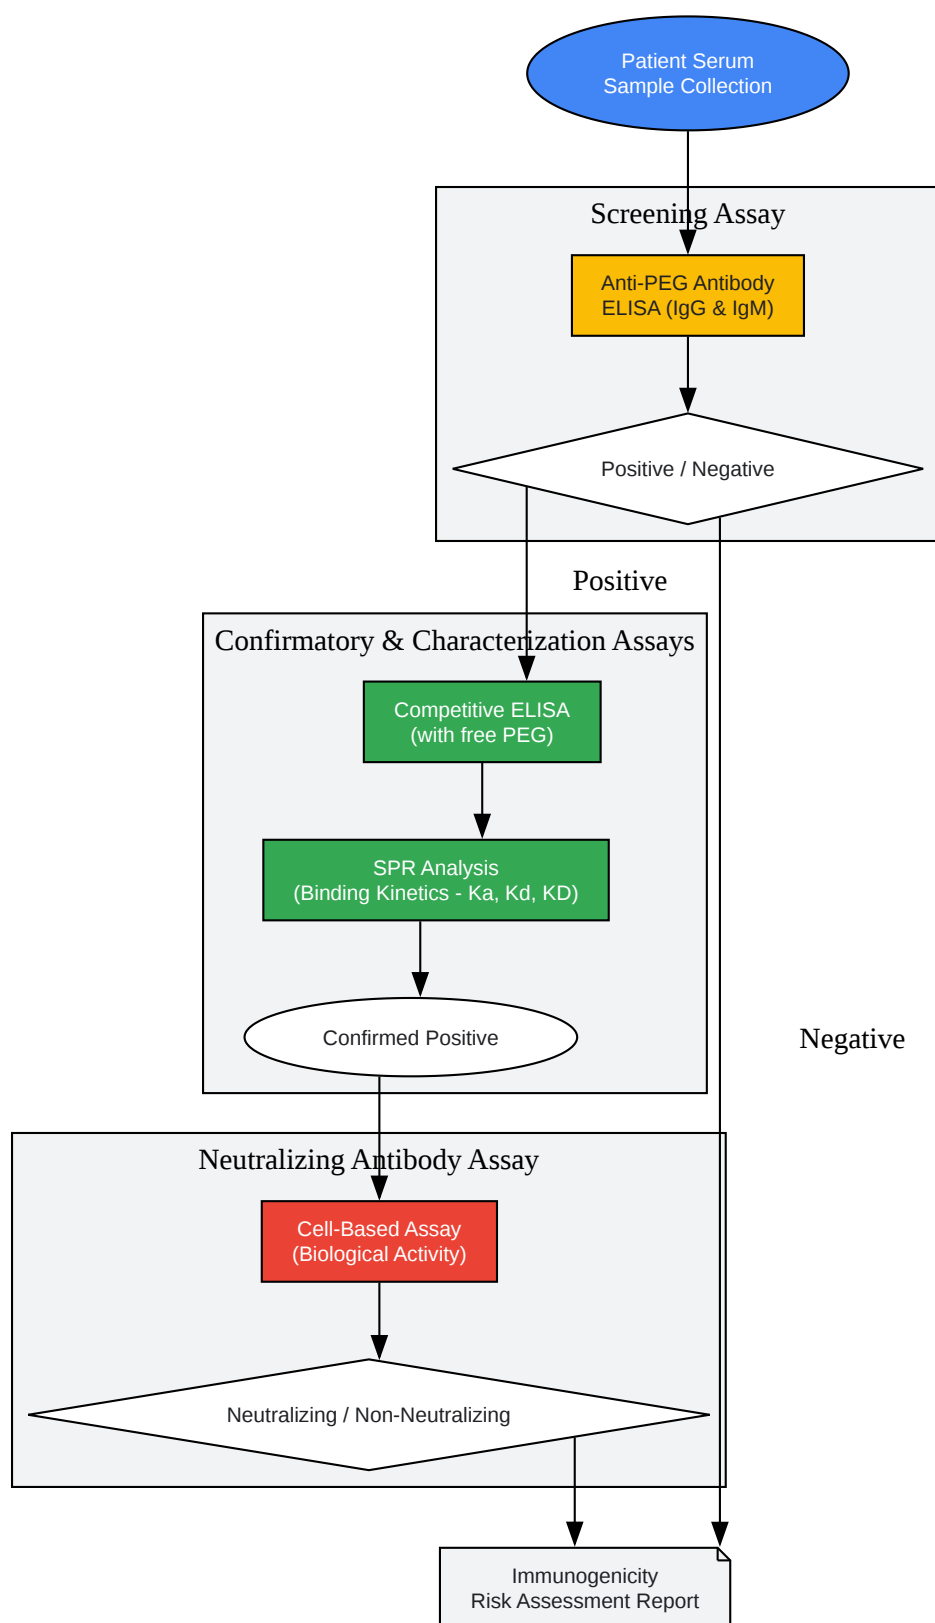 Patient Serum
Sample Collection
Screening Assay
Anti-PEG Antibody
ELISA (IgG & IgM)
Positive / Negative
Positive
Confirmatory & Characterization Assays
Competitive ELISA
(with free PEG)
SPR Analysis
(Binding Kinetics - Ka, Kd, KD)
Confirmed Positive
Negative
Neutralizing Antibody Assay
Cell-Based Assay
(Biological Activity)
Neutralizing / Non-Neutralizing
Immunogenicity
Risk Assessment Report